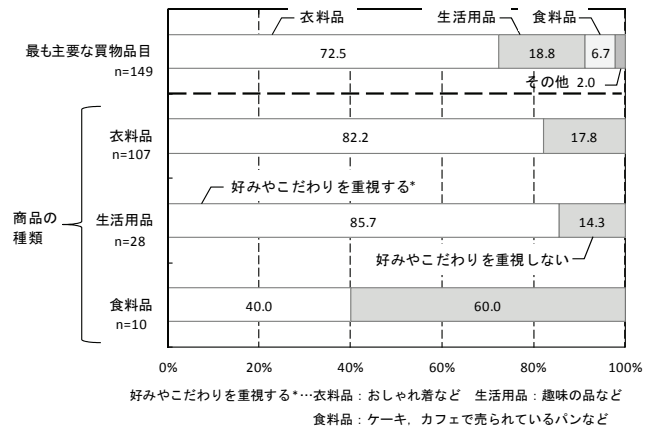 衣料品 生活用品 食料品
最も主要な買物品目
n=149
72.5 18.8 6.7
その他 2.0
衣料品
n=107
82.2 17.8
好みやこだわりを重視する*
商品の
種類
生活用品
n=28
85.7 14.3
好みやこだわりを重視しない
食料品
n=10
40.0 60.0
0% 20% 40% 60% 80% 100%
好みやこだわりを重視する*…衣料品:おしゃれ着など 生活用品:趣味の品など
食料品:ケーキ,カフェで売られているパンなど